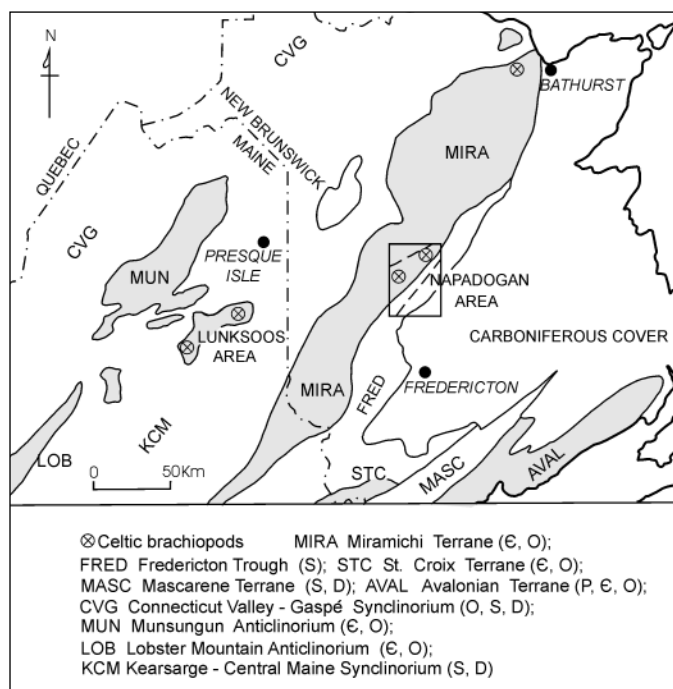 N
CVG
BATHURST
NEW BRUNSWICK
MAINE
QUEBEC
MIRA
CVG
PRESQUE
ISLE
MUN
NAPADOGAN
AREA
LUNKSOOS
AREA
CARBONIFEROUS COVER
MIRA
FRED
FREDERICTON
KCM
LOB
0 50Km
STC
MASC
AVAL
⊗ Celtic brachiopods MIRA Miramichi Terrane (Є, O);
FRED Fredericton Trough (S); STC St. Croix Terrane (Є, O);
MASC Mascarene Terrane (S, D); AVAL Avalonian Terrane (P, Є, O);
CVG Connecticut Valley - Gaspé Synclinorium (O, S, D);
MUN Munsungun Anticlinorium (Є, O);
LOB Lobster Mountain Anticlinorium (Є, O);
KCM Kearsarge - Central Maine Synclinorium (S, D)